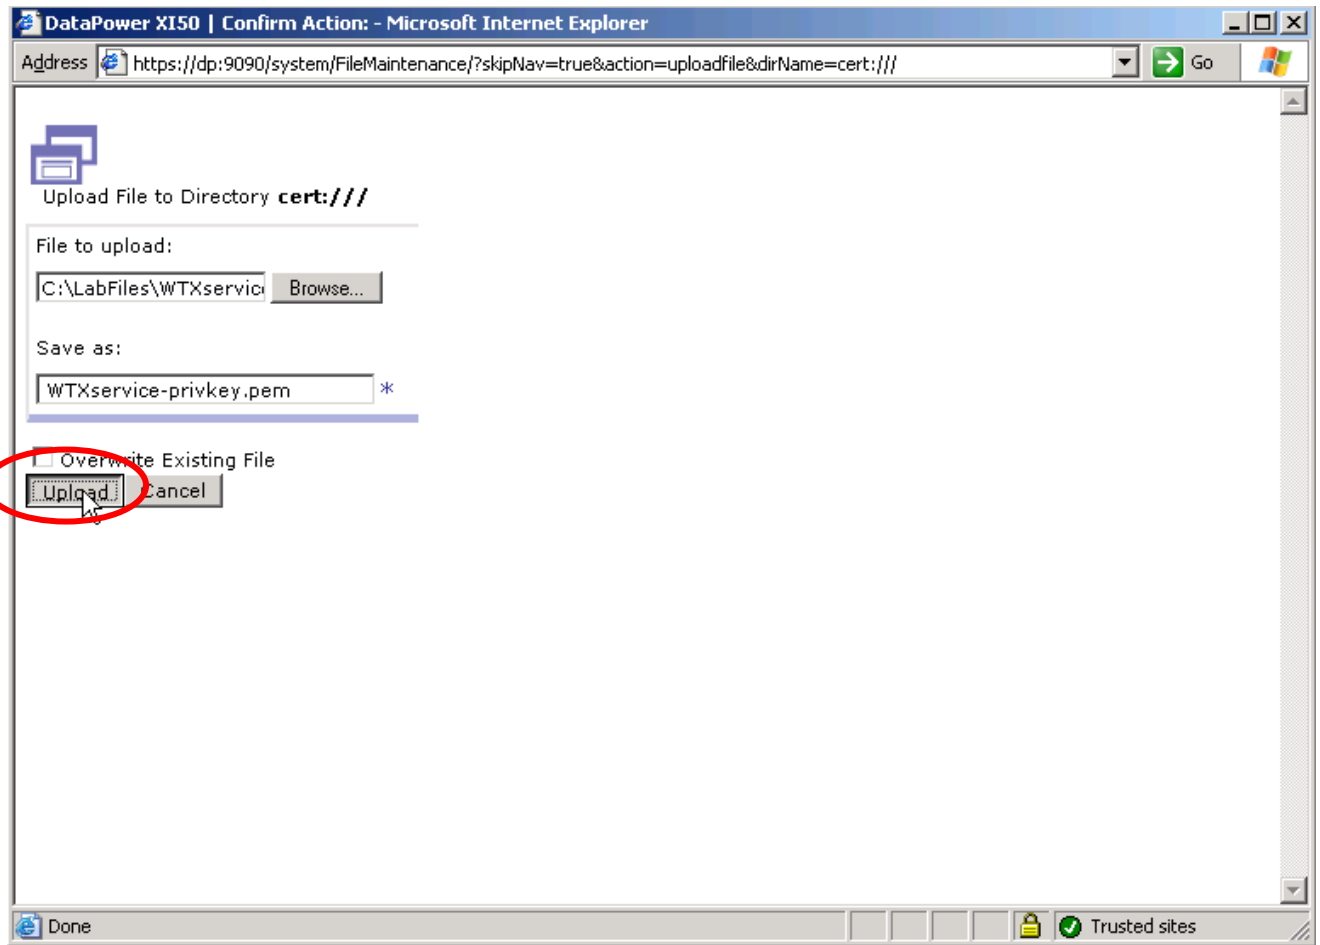 DataPower XI50 | Confirm Action: - Microsoft Internet Explorer
Address https://dp:9090/system/FileMaintenance/?skipNav=true&action=uploadfile&dirName=cert:/// Go
Upload File to Directory cert:///
File to upload:
C:\LabFiles\WTXservic Browse...
Save as:
WTXservice-privkey.pem *
Overwrite Existing File
Upload Cancel
Done Trusted sites